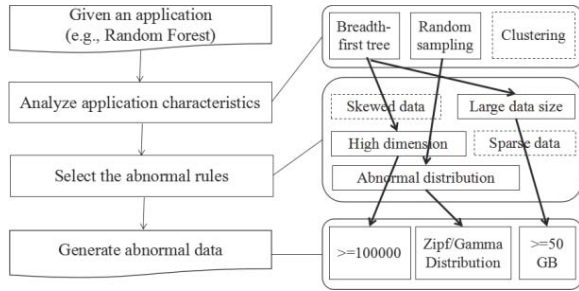 Given an application
(e.g., Random Forest)
Analyze application characteristics
Select the abnormal rules
Generate abnormal data
Breadth-
first tree
Random
sampling
Clustering
Skewed data
Large data size
High dimension
Sparse data
Abnormal distribution
>=100000
Zipf/Gamma
Distribution
>=50
GB